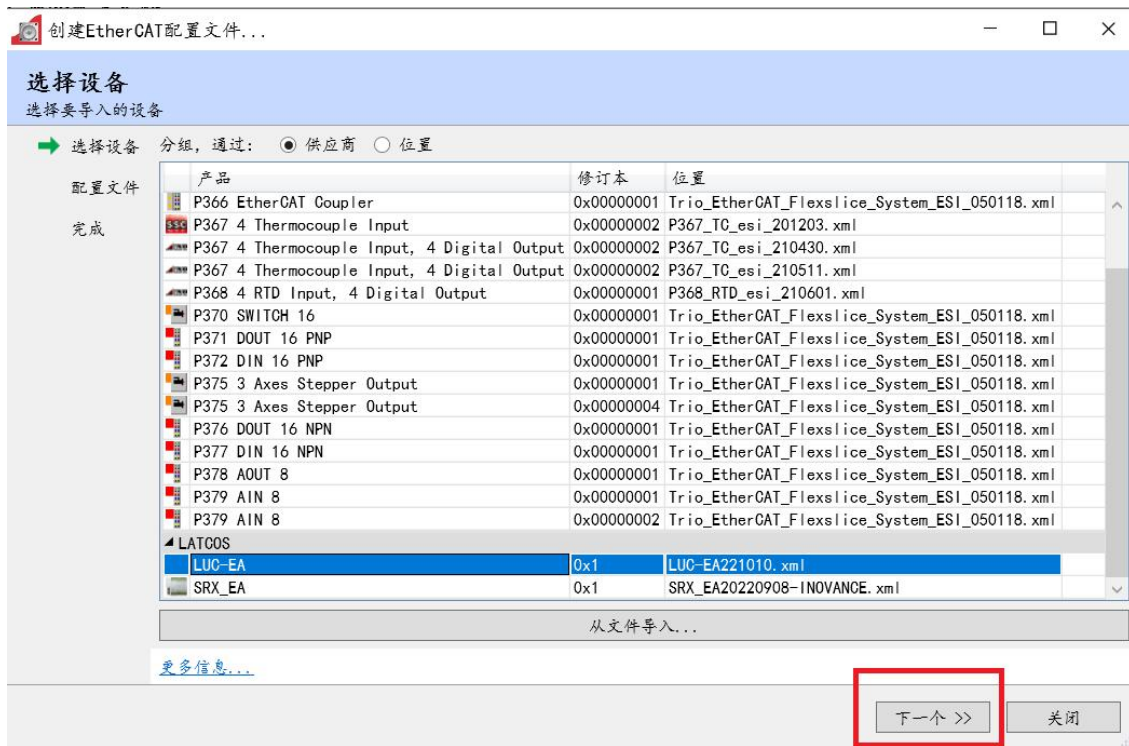 创建EtherCAT配置文件...
选择设备
选择要导入的设备
选择设备
配置文件
完成
分组，通过： 供应商 位置
产品 修订本 位置
P366 EtherCAT Coupler 0x00000001 Trio_EtherCAT_Flexslice_System_ESI_050118.xml
P367 4 Thermocouple Input 0x00000002 P367_TC_esi_201203.xml
P367 4 Thermocouple Input, 4 Digital Output 0x00000002 P367_TC_esi_210430.xml
P367 4 Thermocouple Input, 4 Digital Output 0x00000002 P367_TC_esi_210511.xml
P368 4 RTD Input, 4 Digital Output 0x00000001 P368_RTD_esi_210601.xml
P370 SWITCH 16 0x00000001 Trio_EtherCAT_Flexslice_System_ESI_050118.xml
P371 DOUT 16 PNP 0x00000001 Trio_EtherCAT_Flexslice_System_ESI_050118.xml
P372 DIN 16 PNP 0x00000001 Trio_EtherCAT_Flexslice_System_ESI_050118.xml
P375 3 Axes Stepper Output 0x00000001 Trio_EtherCAT_Flexslice_System_ESI_050118.xml
P375 3 Axes Stepper Output 0x00000004 Trio_EtherCAT_Flexslice_System_ESI_050118.xml
P376 DOUT 16 NPN 0x00000001 Trio_EtherCAT_Flexslice_System_ESI_050118.xml
P377 DIN 16 NPN 0x00000001 Trio_EtherCAT_Flexslice_System_ESI_050118.xml
P378 AOUT 8 0x00000001 Trio_EtherCAT_Flexslice_System_ESI_050118.xml
P379 AIN 8 0x00000001 Trio_EtherCAT_Flexslice_System_ESI_050118.xml
P379 AIN 8 0x00000002 Trio_EtherCAT_Flexslice_System_ESI_050118.xml
LATCOS
LUC-EA 0x1 LUC-EA221010.xml
SRX_EA 0x1 SRX_EA20220908-INOVANCE.xml
从文件导入...
更多信息...
下一个 >> 关闭